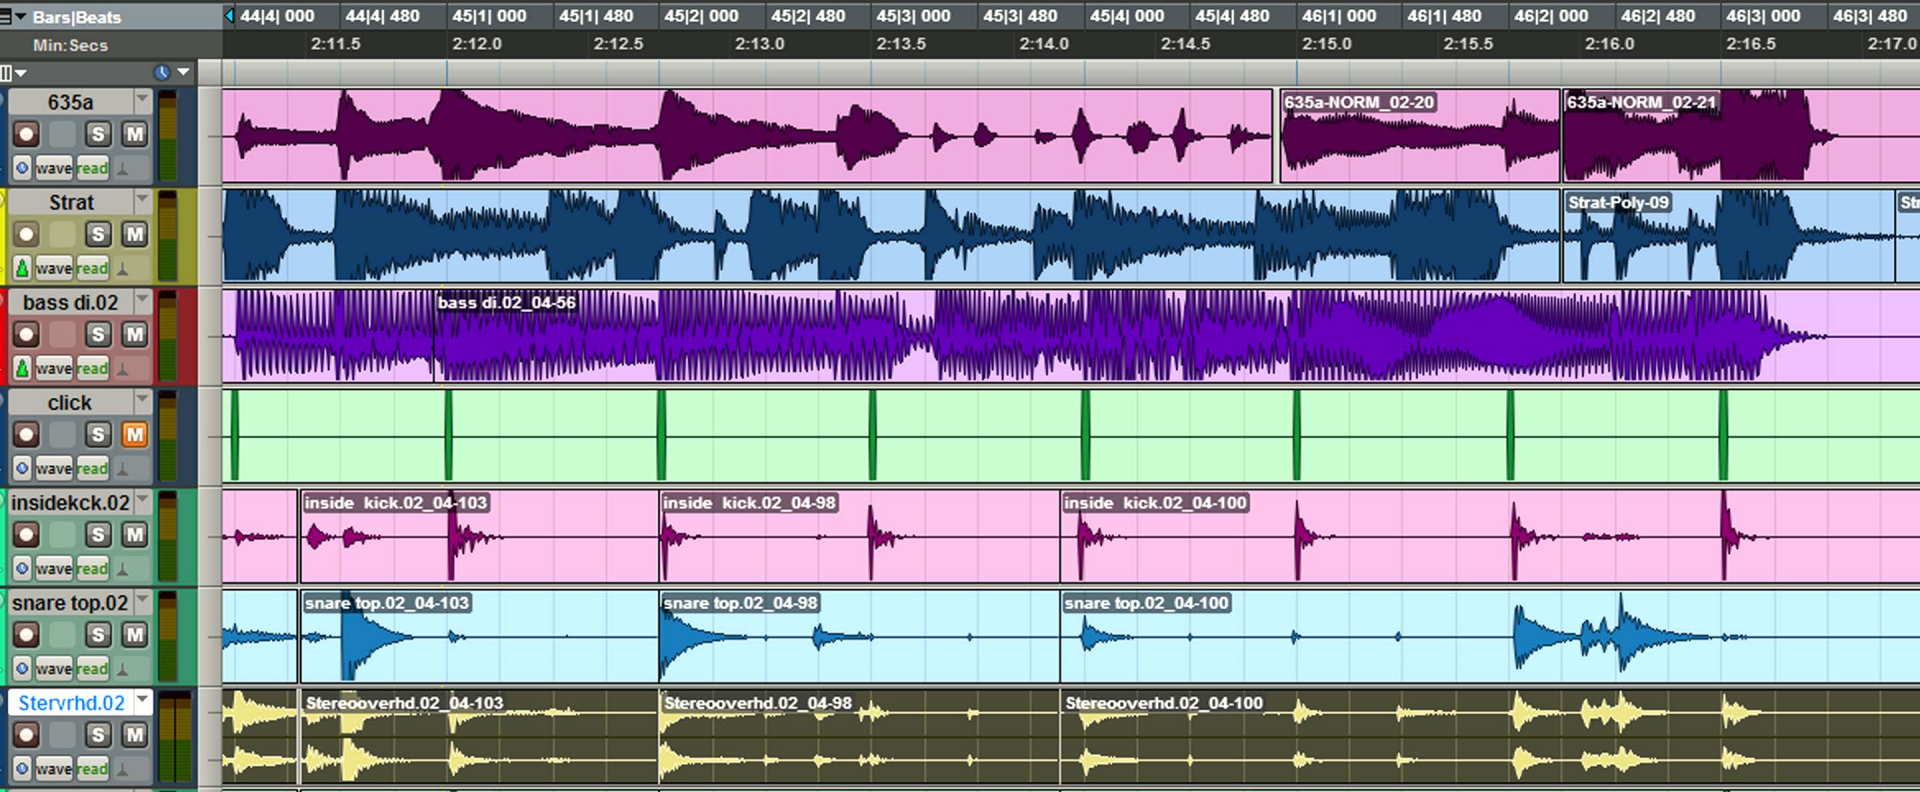 Bars|Beats 44|4| 000 44|4| 480 45|1| 000 45|1| 480 45|2| 000 45|2| 480 45|3| 000 45|3| 480 45|4| 000 45|4| 480 46|1| 000 46|1| 480 46|2| 000 46|2| 480 46|3| 000 46|3| 480
Min:Secs 2:11.5 2:12.0 2:12.5 2:13.0 2:13.5 2:14.0 2:14.5 2:15.0 2:15.5 2:16.0 2:16.5 2:17.0
635a 635a-NORM_02-20 635a-NORM_02-21
S M
wave read
Strat Strat-Poly-09 Str
S M
wave read
bass di.02 bass di.02_04-56
S M
wave read
click
S M
wave read
insidekck.02 inside kick.02_04-103 inside kick.02_04-98 inside kick.02_04-100
S M
wave read
snare top.02 snare top.02_04-103 snare top.02_04-98 snare top.02_04-100
S M
wave read
Stervrhd.02 Stereooverhd.02_04-103 Stereooverhd.02_04-98 Stereooverhd.02_04-100
S M
wave read